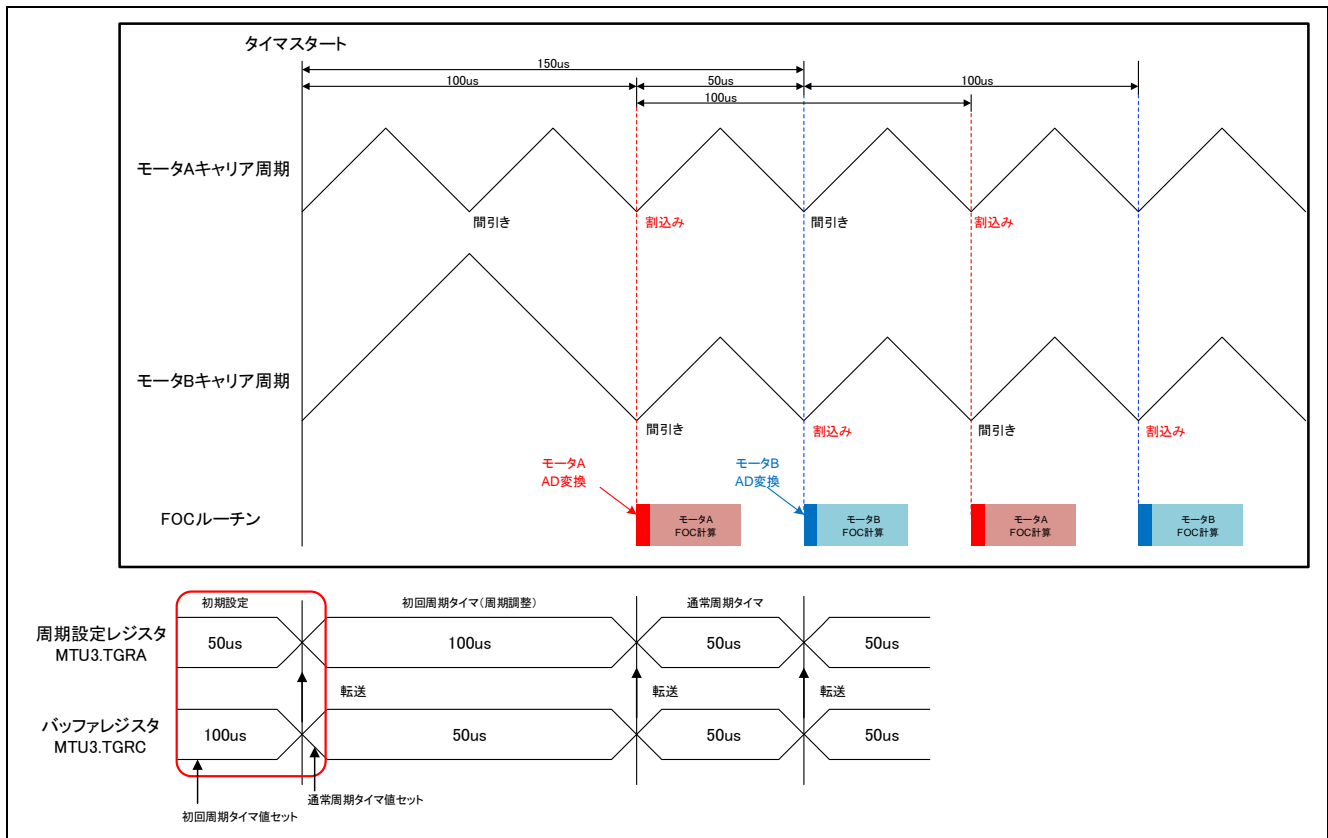 タイマスタート
150us
100us
50us
100us
100us
モータAキャリア周期
間引き
割込み
間引き
割込み
モータBキャリア周期
間引き
割込み
間引き
割込み
モータA
AD変換
モータB
AD変換
FOCルーチン
モータA
FOC計算
モータB
FOC計算
モータA
FOC計算
モータB
FOC計算
初期設定
初回周期タイマ(周期調整)
通常周期タイマ
周期設定レジスタ
MTU3.TGRA
50us
100us
50us
50us
転送
転送
転送
バッファレジスタ
MTU3.TGRC
100us
50us
50us
50us
通常周期タイマ値セット
初回周期タイマ値セット